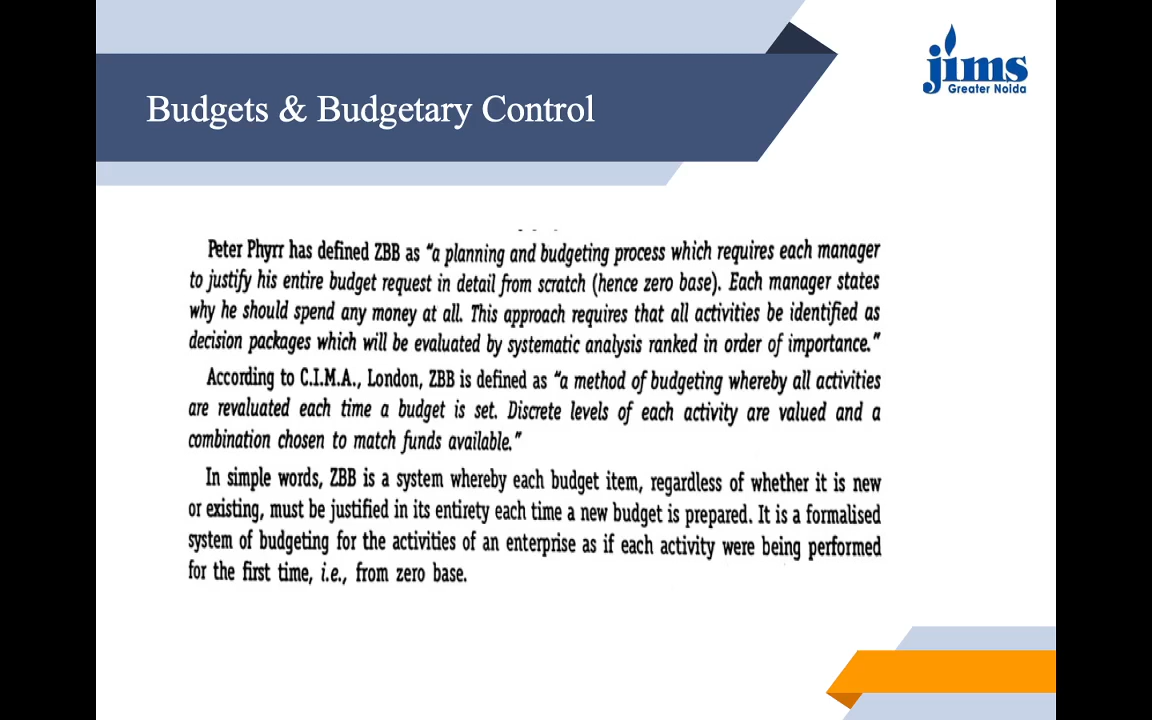 jims
Greater Noida
Budgets & Budgetary Control
Peter Phyrr has defined ZBB as "a planning and budgeting process which requires each manager
to justify his entire budget request in detail from scratch (hence zero base). Each manager states
why he should spend any money at all. This approach requires that all activities be identified as
decision packages which will be evaluated by systematic analysis ranked in order of importance."
According to C.I.M.A., London, ZBB is defined as "a method of budgeting whereby all activities
are revaluated each time a budget is set. Discrete levels of each activity are valued and a
combination chosen to match funds available."
In simple words, ZBB is a system whereby each budget item, regardless of whether it is new
or existing, must be justified in its entirety each time a new budget is prepared. It is a formalised
system of budgeting for the activities of an enterprise as if each activity were being performed
for the first time, i.e., from zero base.